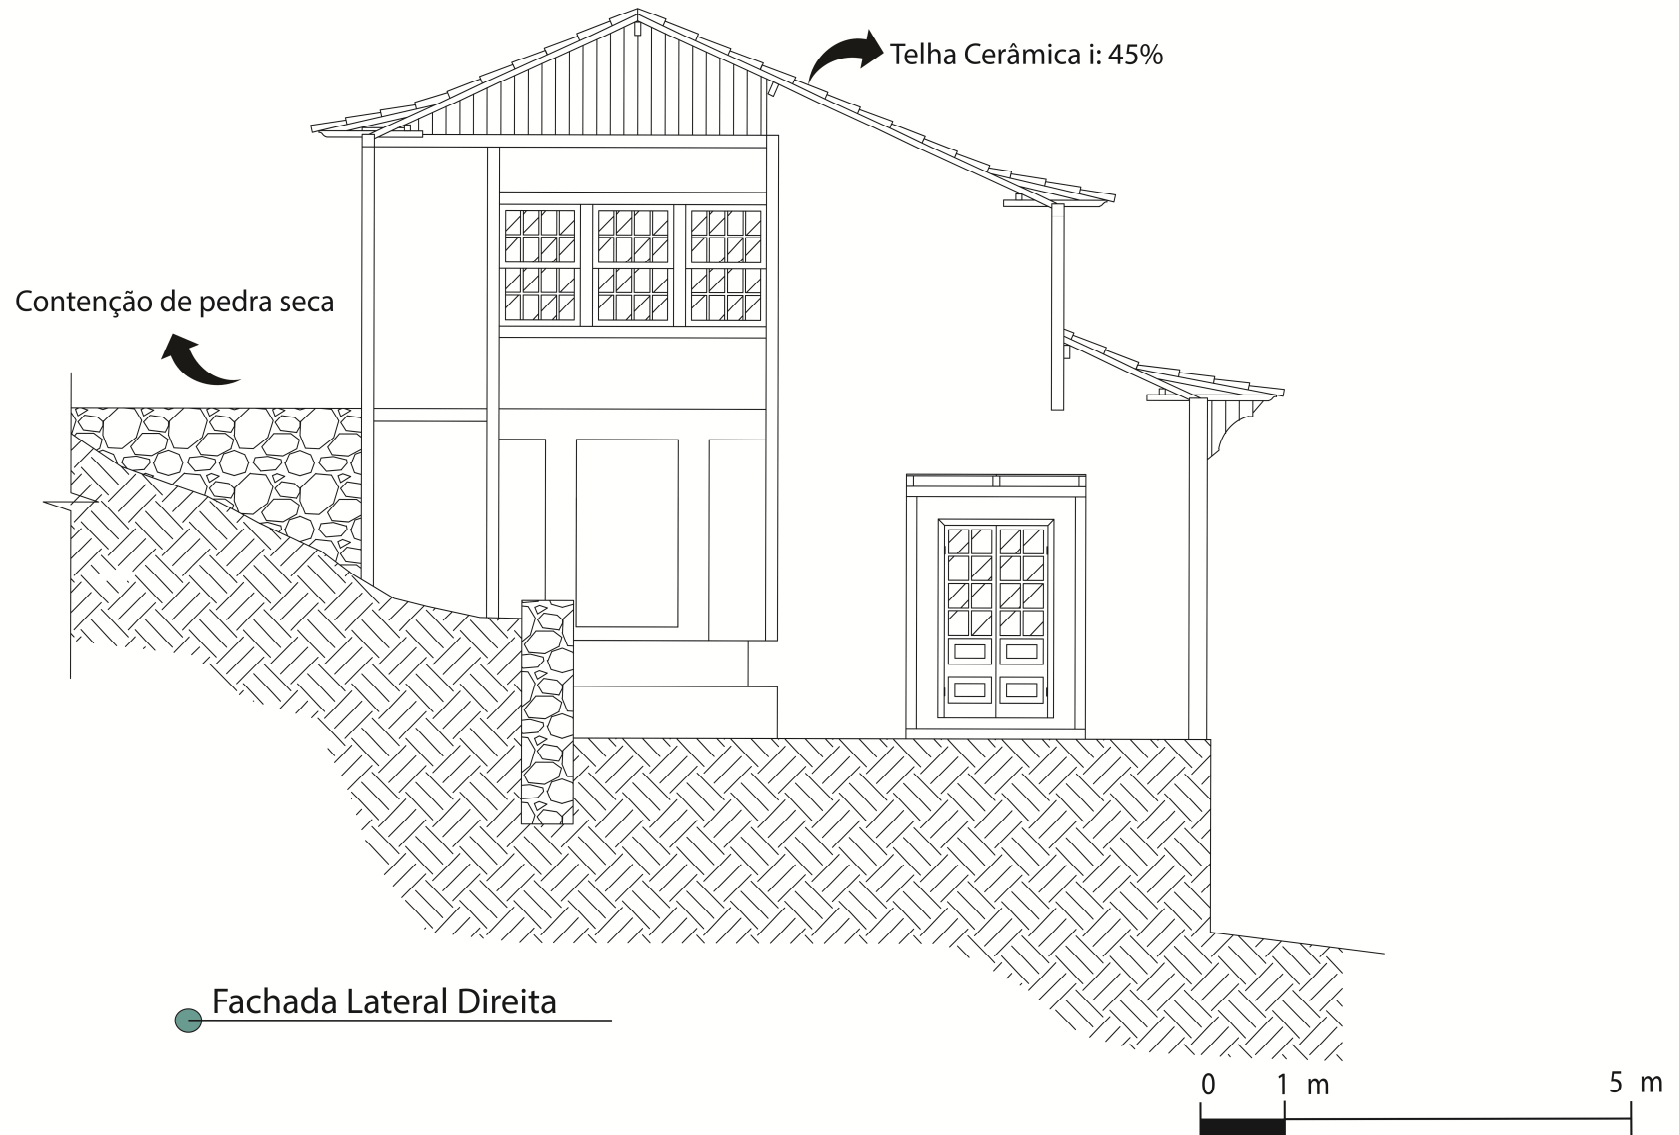 Telha Cerâmica i: 45%
Contenção de pedra seca
Fachada Lateral Direita
0 1 m 5 m